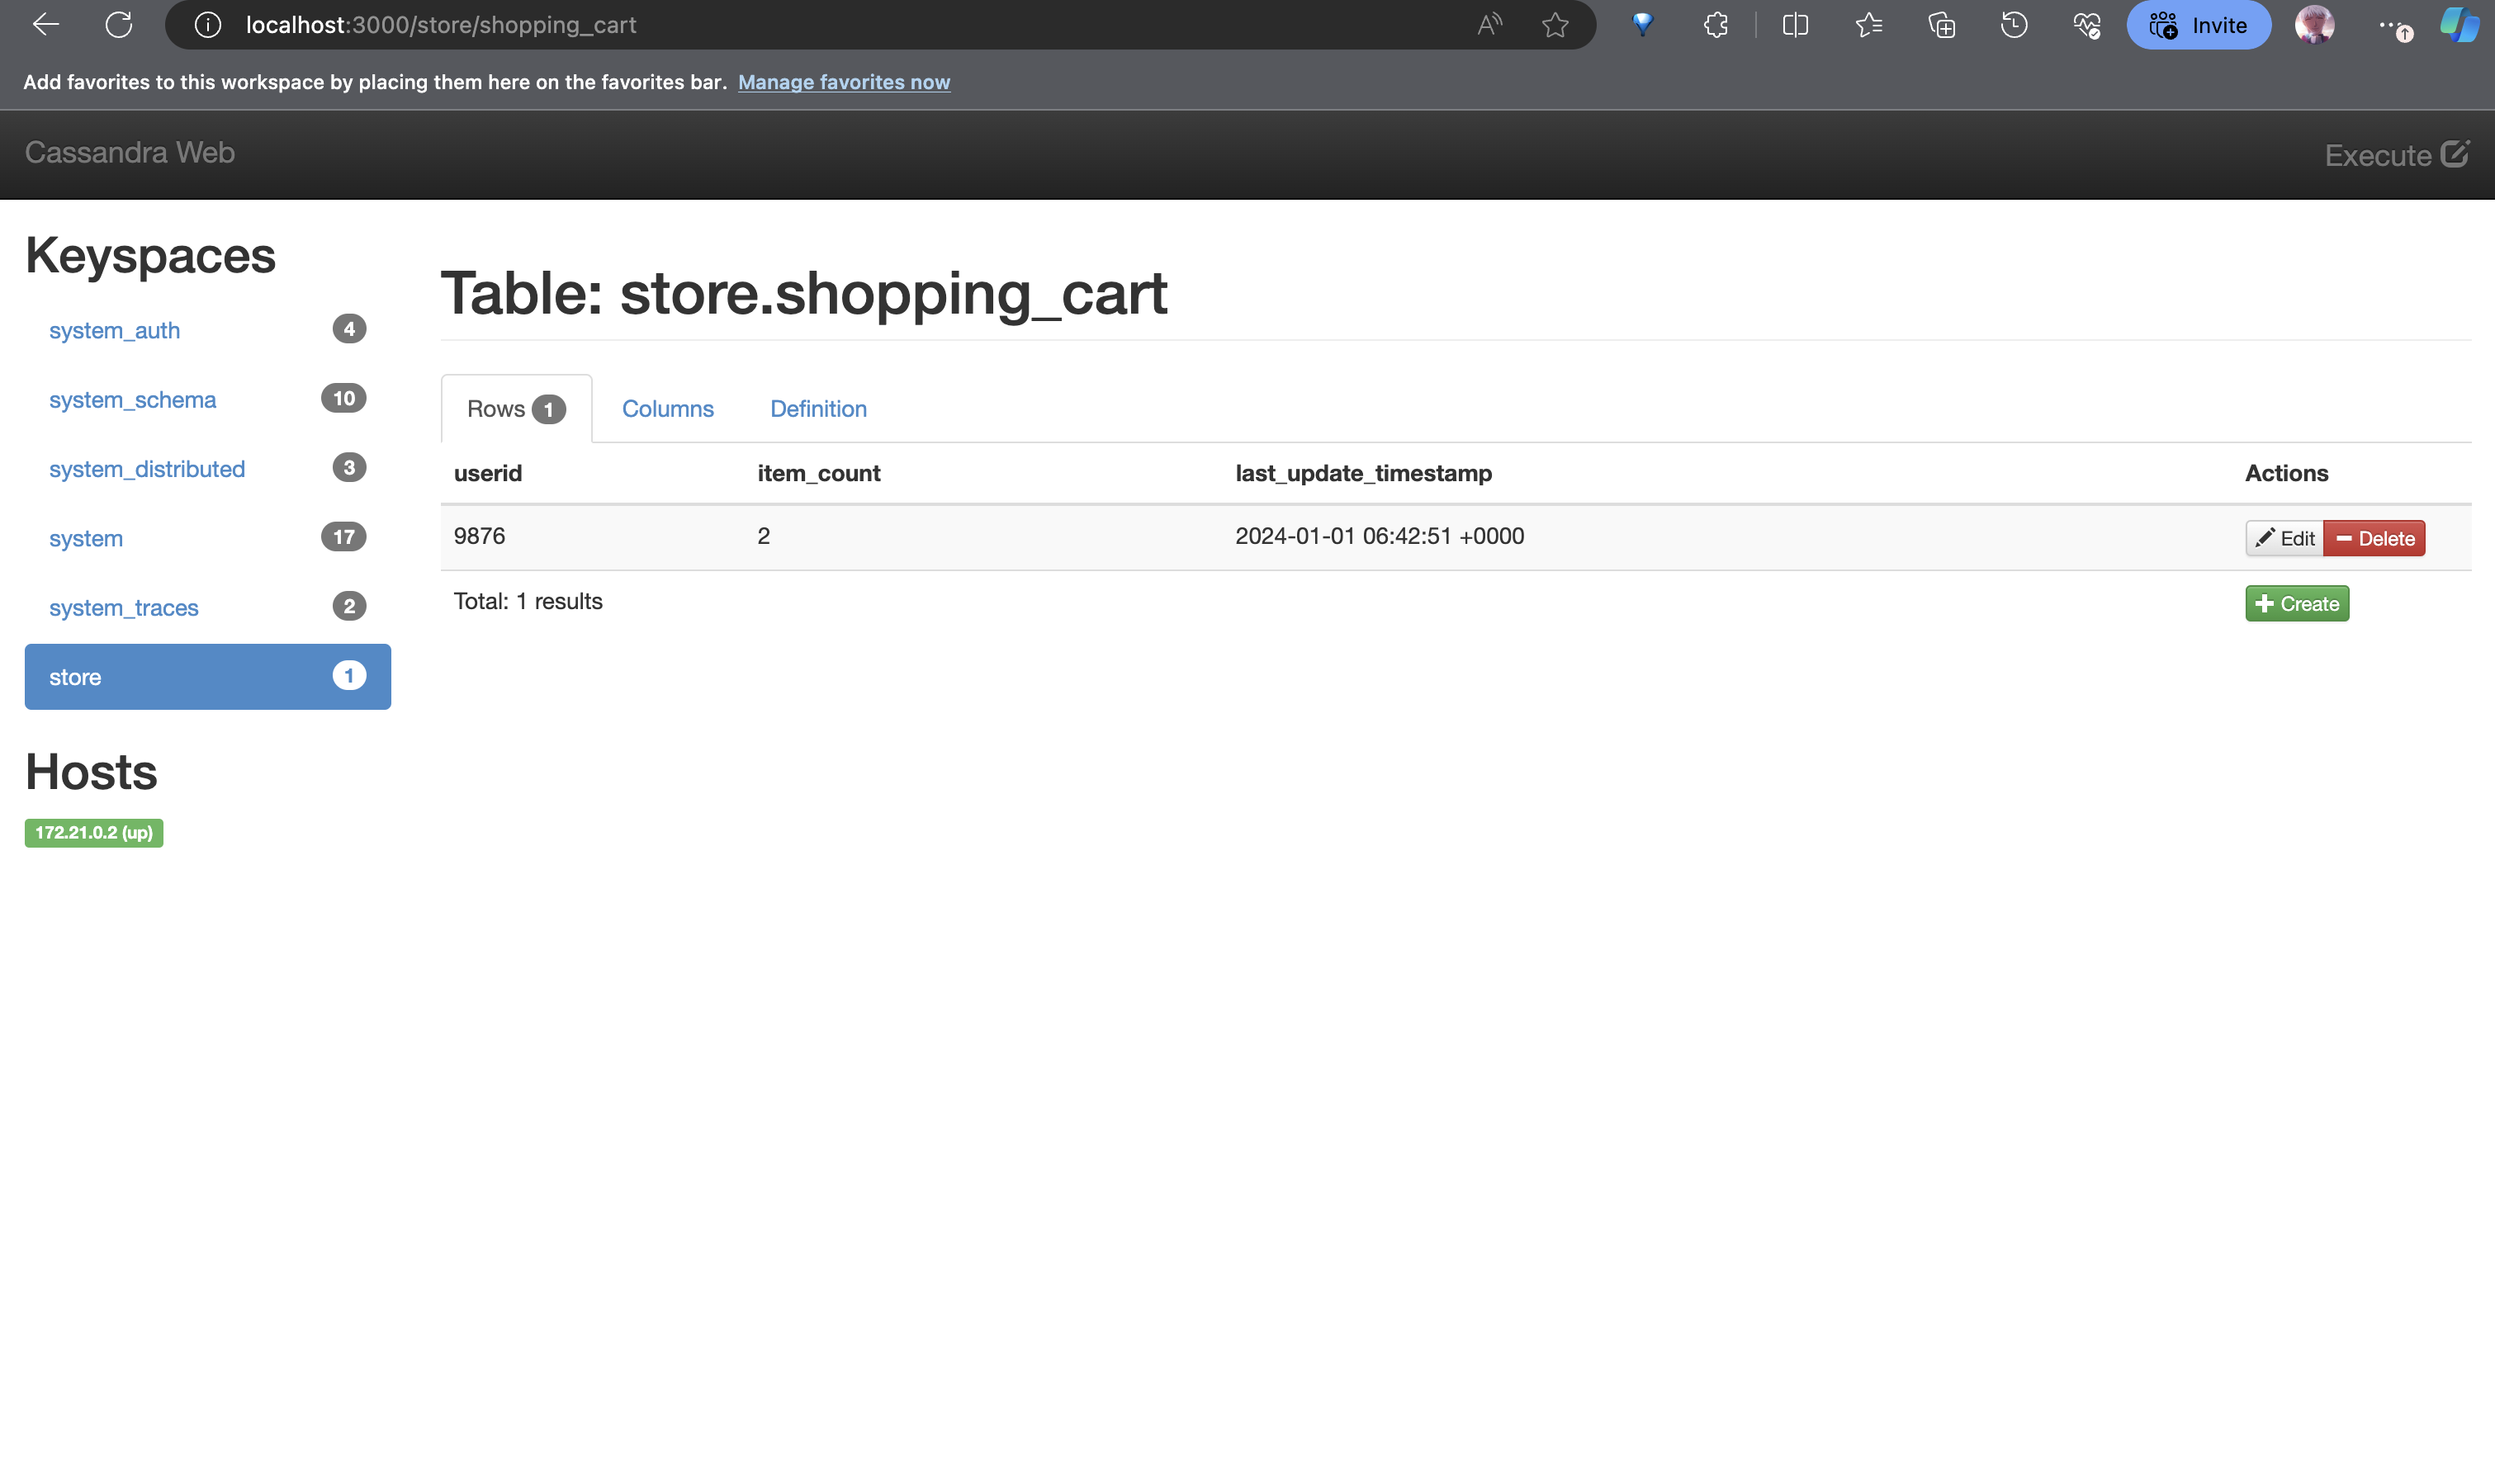 localhost:3000/store/shopping_cart
Invite
Add favorites to this workspace by placing them here on the favorites bar. Manage favorites now
Cassandra Web
Execute
Keyspaces
system_auth 4
system_schema 10
system_distributed 3
system 17
system_traces 2
store 1
Hosts
172.21.0.2 (up)
Table: store.shopping_cart
Rows 1 Columns Definition
userid item_count last_update_timestamp Actions
9876 2 2024-01-01 06:42:51 +0000 Edit Delete
Total: 1 results Create